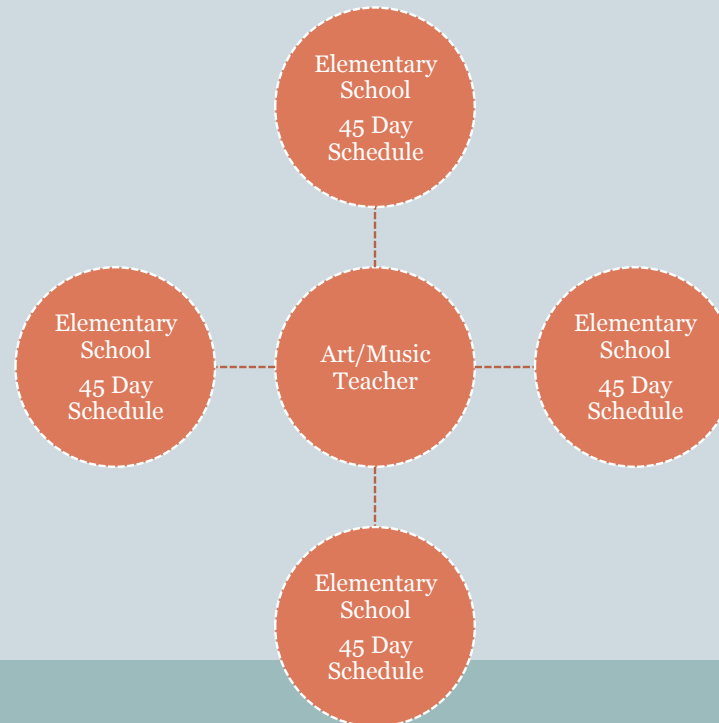 Elementary
School
45 Day
Schedule
Elementary
School
45 Day
Schedule
Art/Music
Teacher
Elementary
School
45 Day
Schedule
Elementary
School
45 Day
Schedule